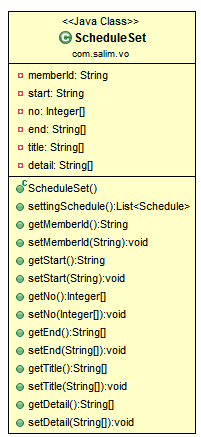 <<Java Class>>
ScheduleSet
com.salim.vo
memberId: String
start: String
no: Integer[]
end: String[]
title: String[]
detail: String[]
ScheduleSet()
settingSchedule():List<Schedule>
getMemberId():String
setMemberId(String):void
getStart():String
setStart(String):void
getNo():Integer[]
setNo(Integer[]):void
getEnd():String[]
setEnd(String[]):void
getTitle():String[]
setTitle(String[]):void
getDetail():String[]
setDetail(String[]):void